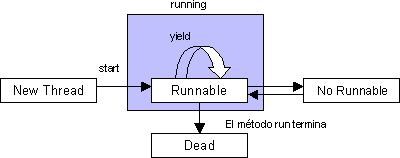 running
yield
start
New Thread
Runnable
No Runnable
El método run termina
Dead